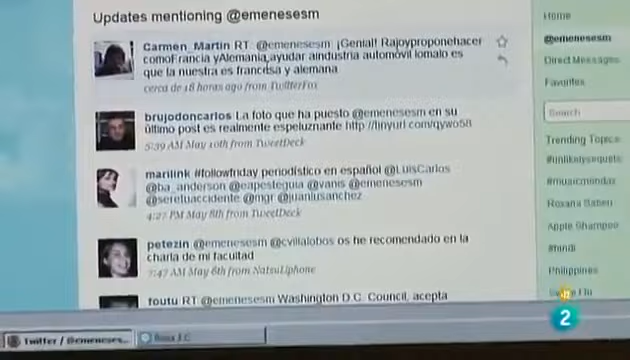 Updates mentioning @emenesesm
Carmen_Martin RT @emenesesm ¡Genial! Rajoyproponehacer
comoFrancia yAlemania,ayudar aindustria automóvil lomalo es
que la nuestra es francesa y alemana
cerca de 18 horas ago from TwitterFox
brujodoncarlos La foto que ha puesto @emenesesm en su
último post es realmente espeluznante http://tinyurl.com/qywo58
5:39 AM May 10th from TweetDeck
marilink #followfriday periodístico en español @LuisCarlos
@ba_anderson @eapesteguia @vanis @emenesesm
@seretuaccidente @mgr @juanlusanchez
4:27 PM May 8th from TweetDeck
petezin @emenesesm @cvillalobos os he recomendado en la
charla de mi facultad
7:47 AM May 6th from NatsuLiphone
foutu RT @emenesesm Washington D.C. Council, acepta
Home
@emenesesm
Direct Messages
Favorites
Search
Trending Topics
#musicmonday
Apple Shampoo
#hindi
Philippines
2
Twitter / @emeneses...